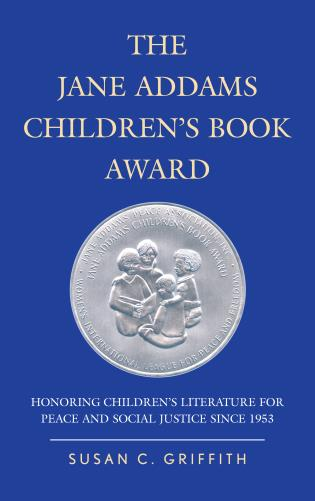 THE
JANE ADDAMS
CHILDREN'S BOOK
AWARD
JANE ADDAMS PEACE ASSOCIATION, INC.
JANE ADDAMS CHILDREN'S BOOK AWARD
WOMEN'S INTERNATIONAL LEAGUE FOR PEACE AND FREEDOM
HONORING CHILDREN'S LITERATURE FOR
PEACE AND SOCIAL JUSTICE SINCE 1953
SUSAN C. GRIFFITH